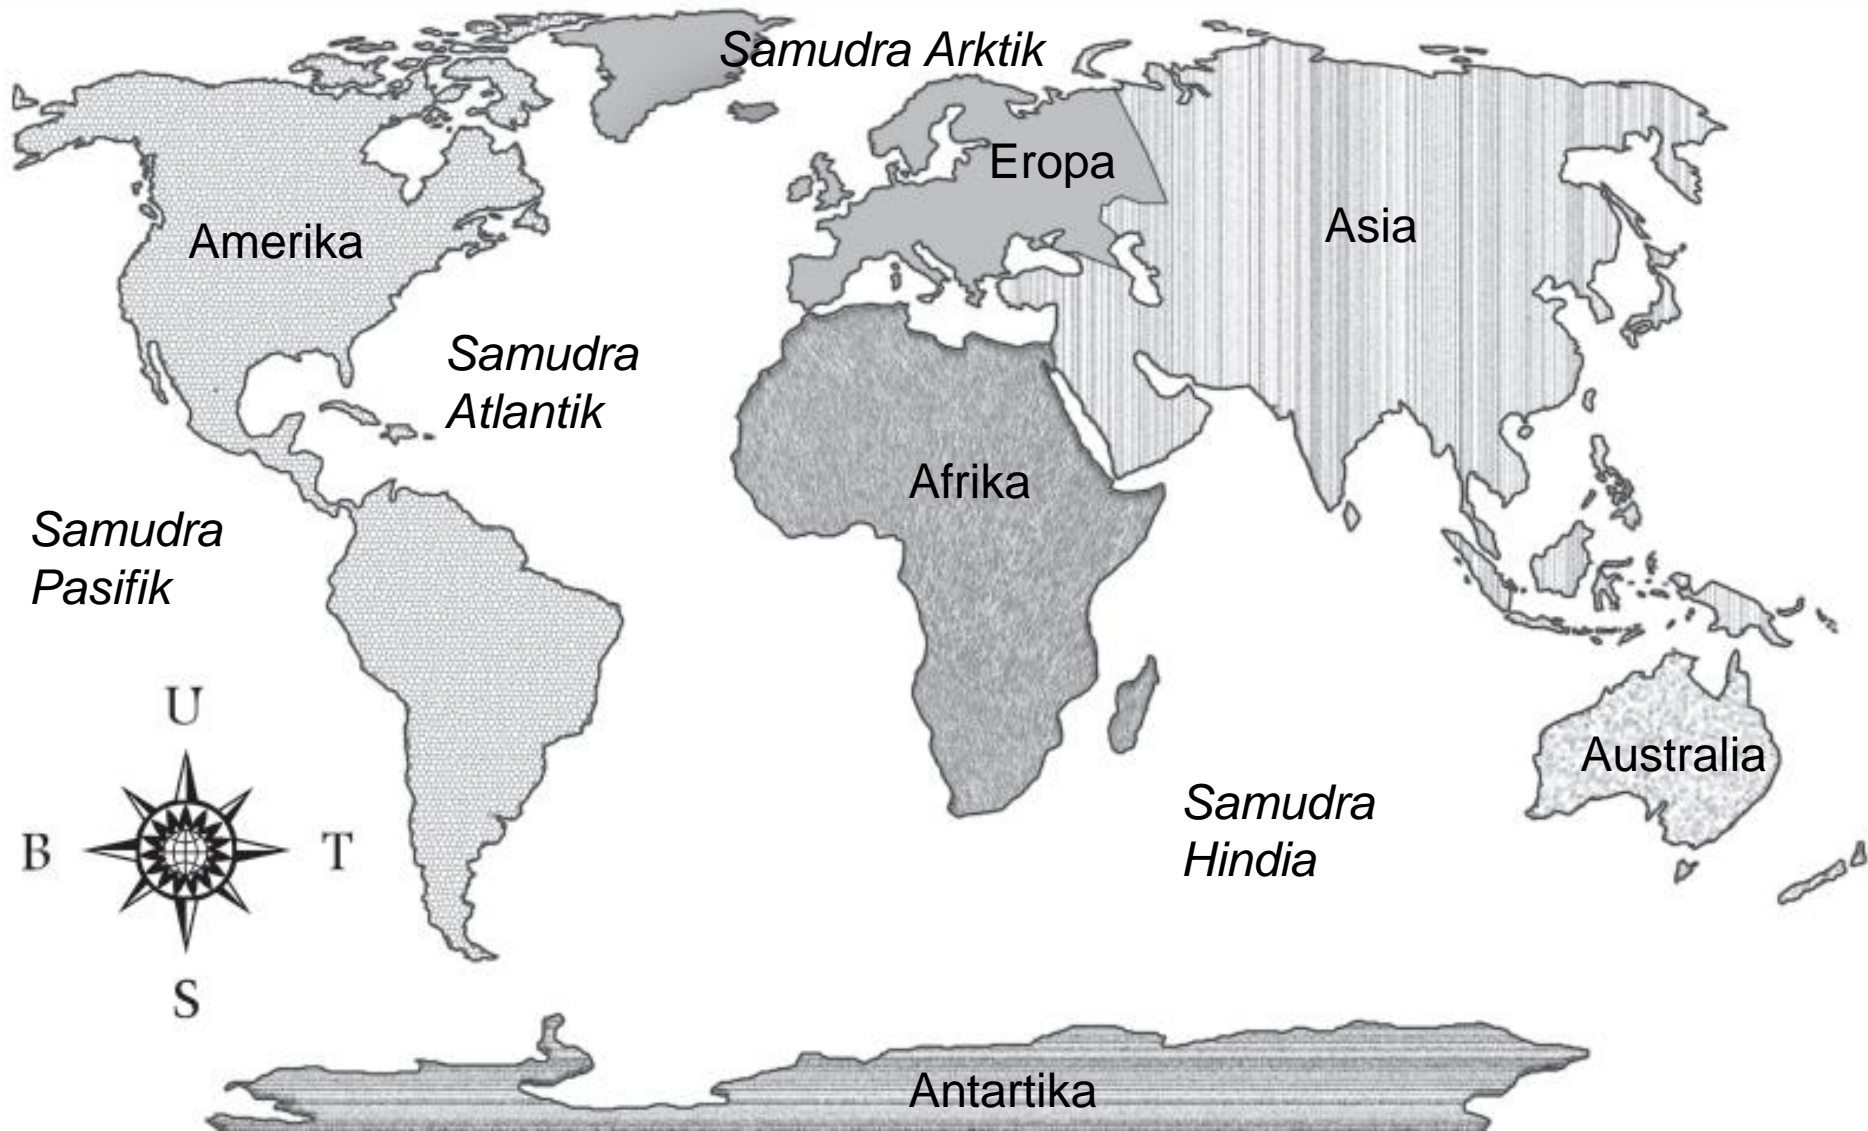 Samudra Arktik
Eropa
Amerika
Asia
Samudra
Atlantik
Afrika
Samudra
Pasifik
U
Australia
Samudra
Hindia
B
T
S
Antartika